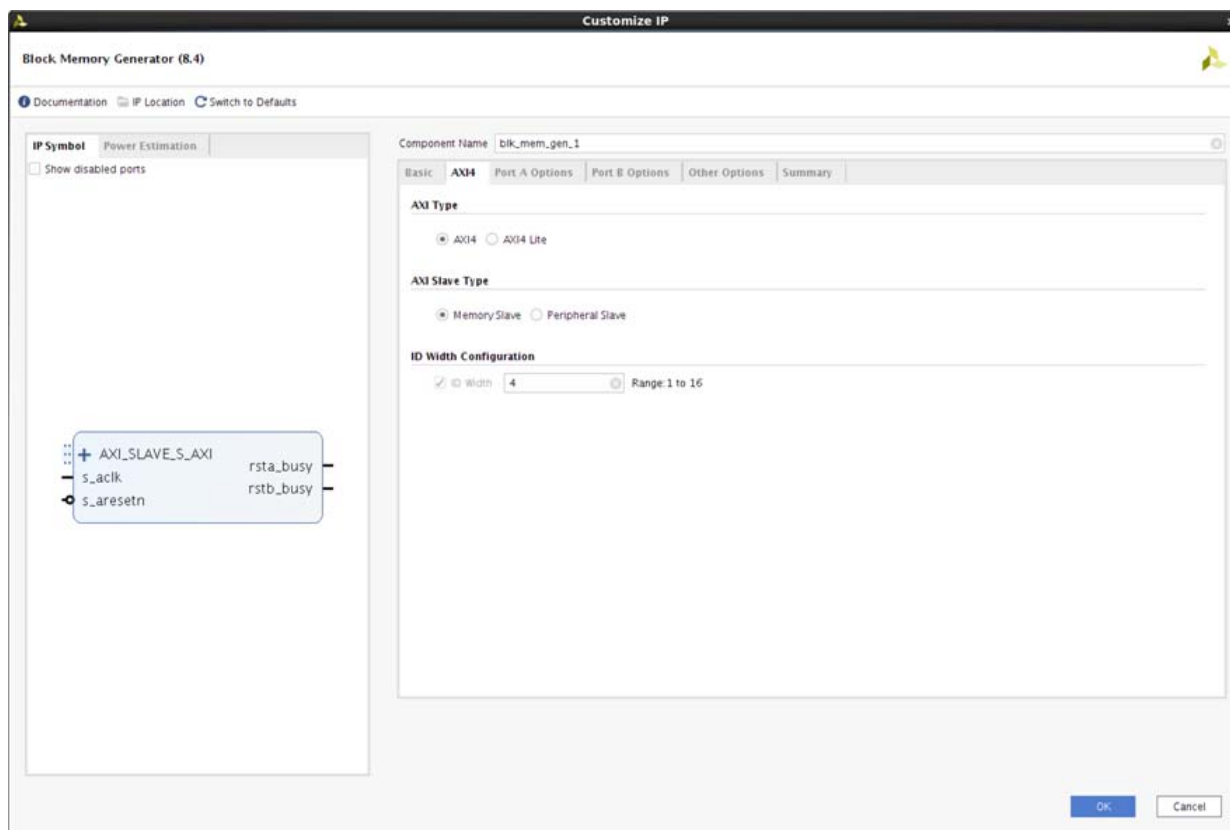 Customize IP
Block Memory Generator (8.4)
Documentation IP Location Switch to Defaults
IP Symbol Power Estimation
Show disabled ports
Component Name blk_mem_gen_1
Basic AXI4 Port A Options Port B Options Other Options Summary
AXI Type
AXI4 AXI4 Lite
AXI Slave Type
Memory Slave Peripheral Slave
ID Width Configuration
ID Width 4 Range: 1 to 16
AXI_SLAVE_S_AXI
s_aclk
s_aresetn
rsta_busy
rstb_busy
OK Cancel